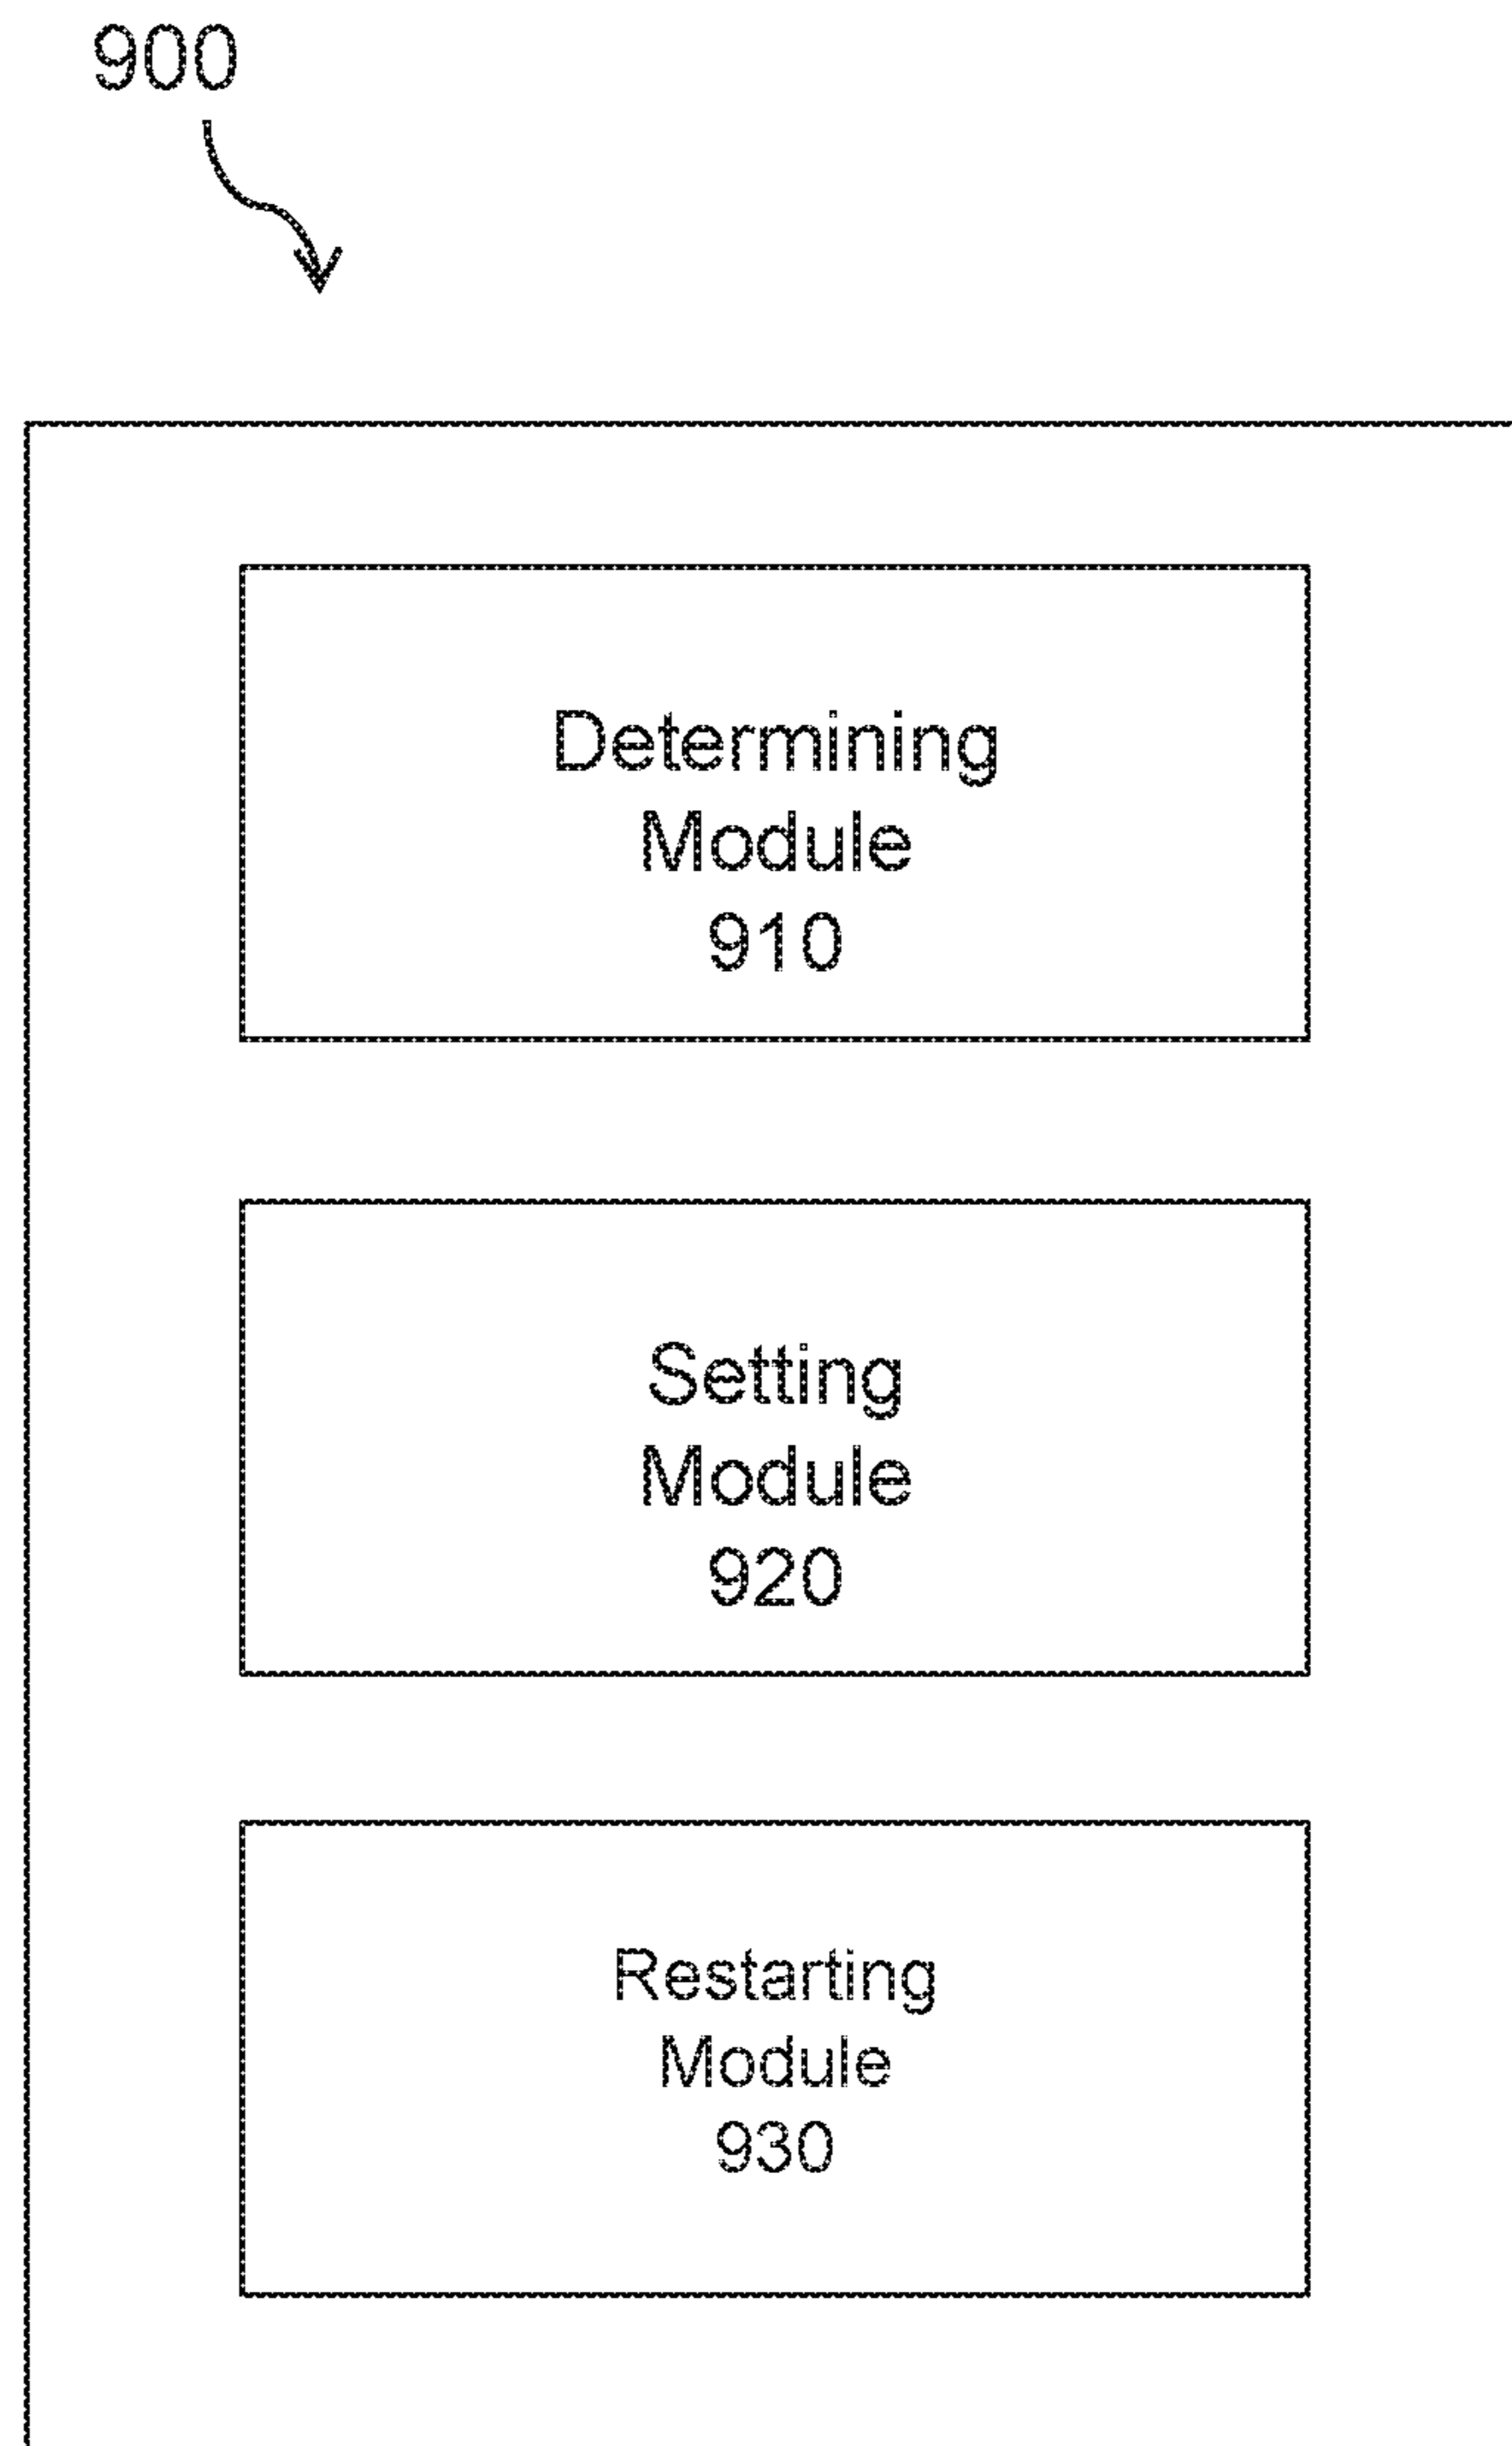 900
Determining
Module
910
Setting
Module
920
Restarting
Module
930